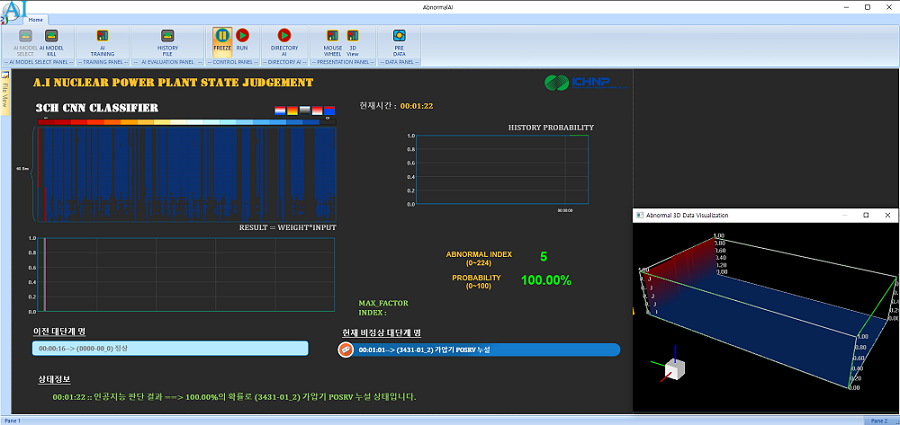 AbnormalAI
AI
Home
AI MODEL SELECT
AI MODEL KILL
AI TRAINING
HISTORY FILE
FREEZE
RUN
DIRECTORY AI
MOUSE WHEEL
3D View
PRE DATA
-- AI MODEL SELECT PANEL --
-- TRAINING PANEL --
-- AI EVALUATION PANEL --
-- CONTROL PANEL --
-- DIRECTORY AI --
-- PRESENTATION PANEL --
-- DATA PANEL --
File View
A.I NUCLEAR POWER PLANT STATE JUDGEMENT
KHNP
3CH CNN CLASSIFIER
현재시간 : 00:01:22
HISTORY PROBABILITY
60 Sec
1.0
0.8
0.6
0.4
0.2
0.0
00:00:00
RESULT = WEIGHT*INPUT
1.0
0.8
0.6
0.4
0.2
0.0
ABNORMAL INDEX
(0~224)
5
PROBABILITY
(0~100)
100.00%
MAX_FACTOR
INDEX :
이전 대단계 명
00:00:16--> (0000-00_0) 정상
현재 비정상 대단계 명
00:01:01--> (3431-01_2) 가압기 POSRV 누설
상태정보
00:01:22 :: 인공지능 판단 결과 ==> 100.00%의 확률로 (3431-01_2) 가압기 POSRV 누설 상태입니다.
Abnormal 3D Data Visualization
1.00
0.80
0.60
0.40
0.20
0.00
1.00
0.80
0.60
0.40
0.20
0.00
Pane 1
Pane 2